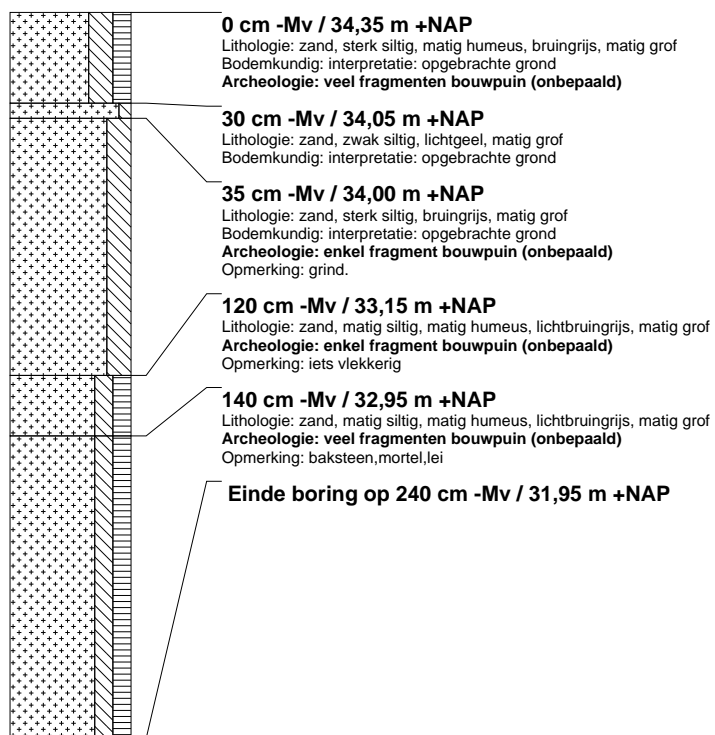 0 cm -Mv / 34,35 m +NAP
Lithologie: zand, sterk siltig, matig humeus, bruingrijs, matig grof
Bodemkundig: interpretatie: opgebrachte grond
Archeologie: veel fragmenten bouwpuin (onbepaald)
30 cm -Mv / 34,05 m +NAP
Lithologie: zand, zwak siltig, lichtgeel, matig grof
Bodemkundig: interpretatie: opgebrachte grond
35 cm -Mv / 34,00 m +NAP
Lithologie: zand, sterk siltig, bruingrijs, matig grof
Bodemkundig: interpretatie: opgebrachte grond
Archeologie: enkel fragment bouwpuin (onbepaald)
Opmerking: grind.
120 cm -Mv / 33,15 m +NAP
Lithologie: zand, matig siltig, matig humeus, lichtbruingrijs, matig grof
Archeologie: enkel fragment bouwpuin (onbepaald)
Opmerking: iets vlekkerig
140 cm -Mv / 32,95 m +NAP
Lithologie: zand, matig siltig, matig humeus, lichtbruingrijs, matig grof
Archeologie: veel fragmenten bouwpuin (onbepaald)
Opmerking: baksteen,mortel,lei
Einde boring op 240 cm -Mv / 31,95 m +NAP